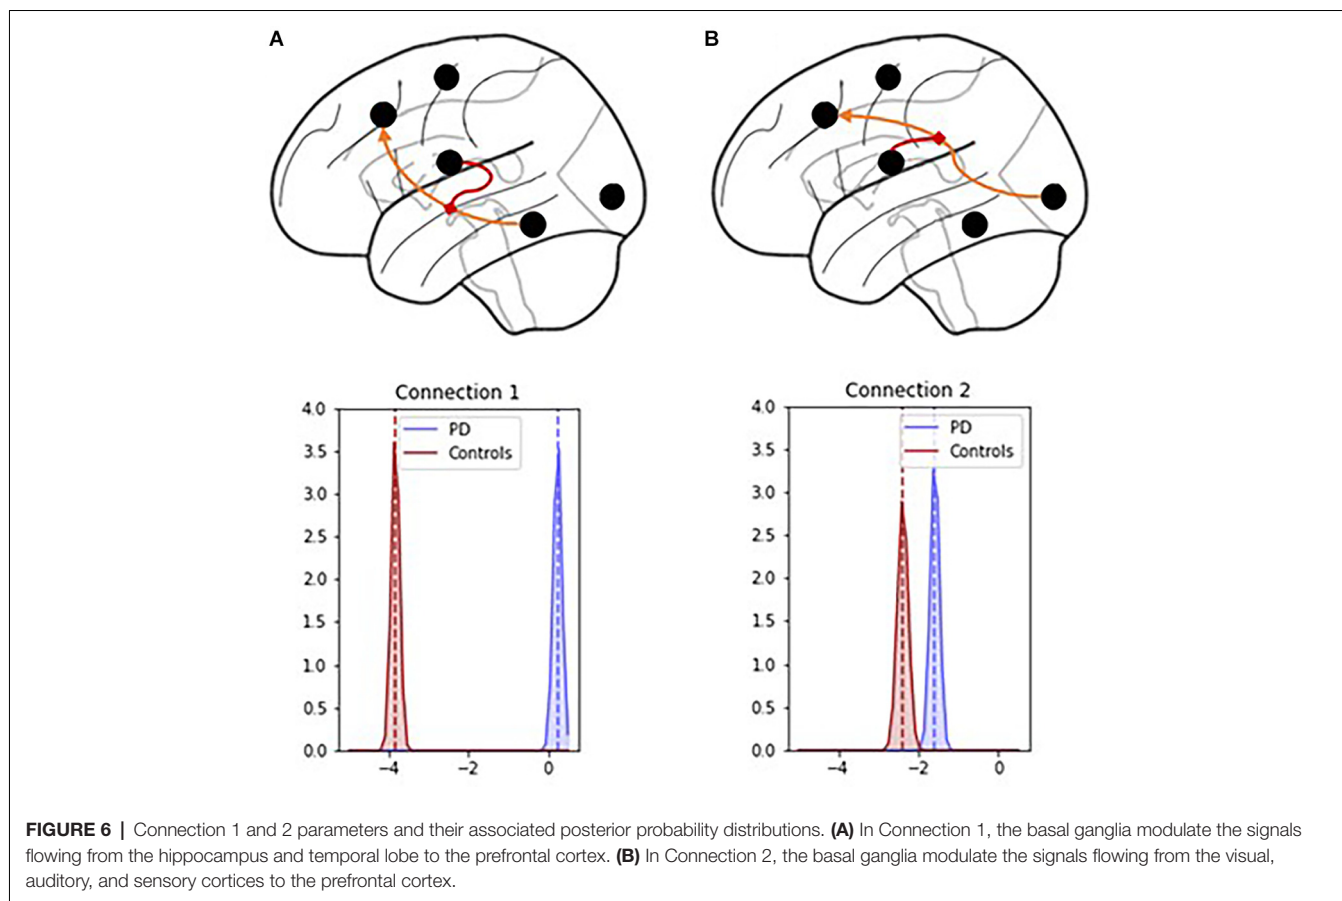 A
B
Connection 1
4.0
3.5
3.0
2.5
2.0
1.5
1.0
0.5
0.0
PD
Controls
−4
−2
0
Connection 2
4.0
3.5
3.0
2.5
2.0
1.5
1.0
0.5
0.0
PD
Controls
−4
−2
0
FIGURE 6 | Connection 1 and 2 parameters and their associated posterior probability distributions. (A) In Connection 1, the basal ganglia modulate the signals
flowing from the hippocampus and temporal lobe to the prefrontal cortex. (B) In Connection 2, the basal ganglia modulate the signals flowing from the visual,
auditory, and sensory cortices to the prefrontal cortex.